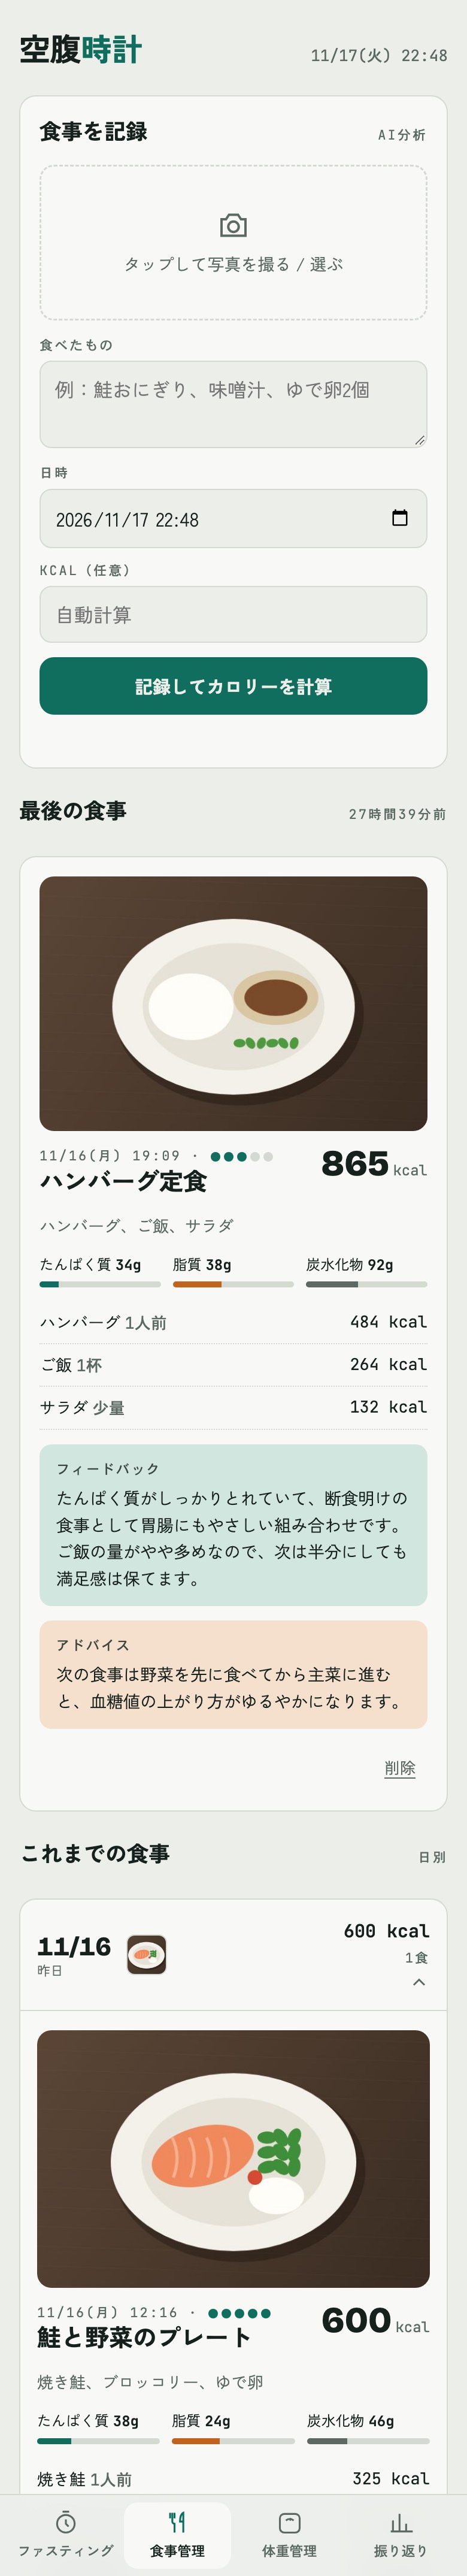 空腹時計
11/17(火) 22:48
食事を記録
AI分析
タップして写真を撮る / 選ぶ
食べたもの
例：鮭おにぎり、味噌汁、ゆで卵2個
日時
2026/11/17 22:48
KCAL (任意)
自動計算
記録してカロリーを計算
最後の食事
27時間39分前
11/16(月) 19:09 ·
865 kcal
ハンバーグ定食
ハンバーグ、ご飯、サラダ
たんぱく質 34g 脂質 38g 炭水化物 92g
ハンバーグ 1人前 484 kcal
ご飯 1杯 264 kcal
サラダ 少量 132 kcal
フィードバック
たんぱく質がしっかりとれていて、断食明けの
食事として胃腸にもやさしい組み合わせです。
ご飯の量がやや多めなので、次は半分にしても
満足感は保てます。
アドバイス
次の食事は野菜を先に食べてから主菜に進む
と、血糖値の上がり方がゆるやかになります。
削除
これまでの食事
日別
11/16
昨日
600 kcal
1食
11/16(月) 12:16 ·
600 kcal
鮭と野菜のプレート
焼き鮭、ブロッコリー、ゆで卵
たんぱく質 38g 脂質 24g 炭水化物 46g
焼き鮭 1人前 325 kcal
ファスティング 食事管理 体重管理 振り返り